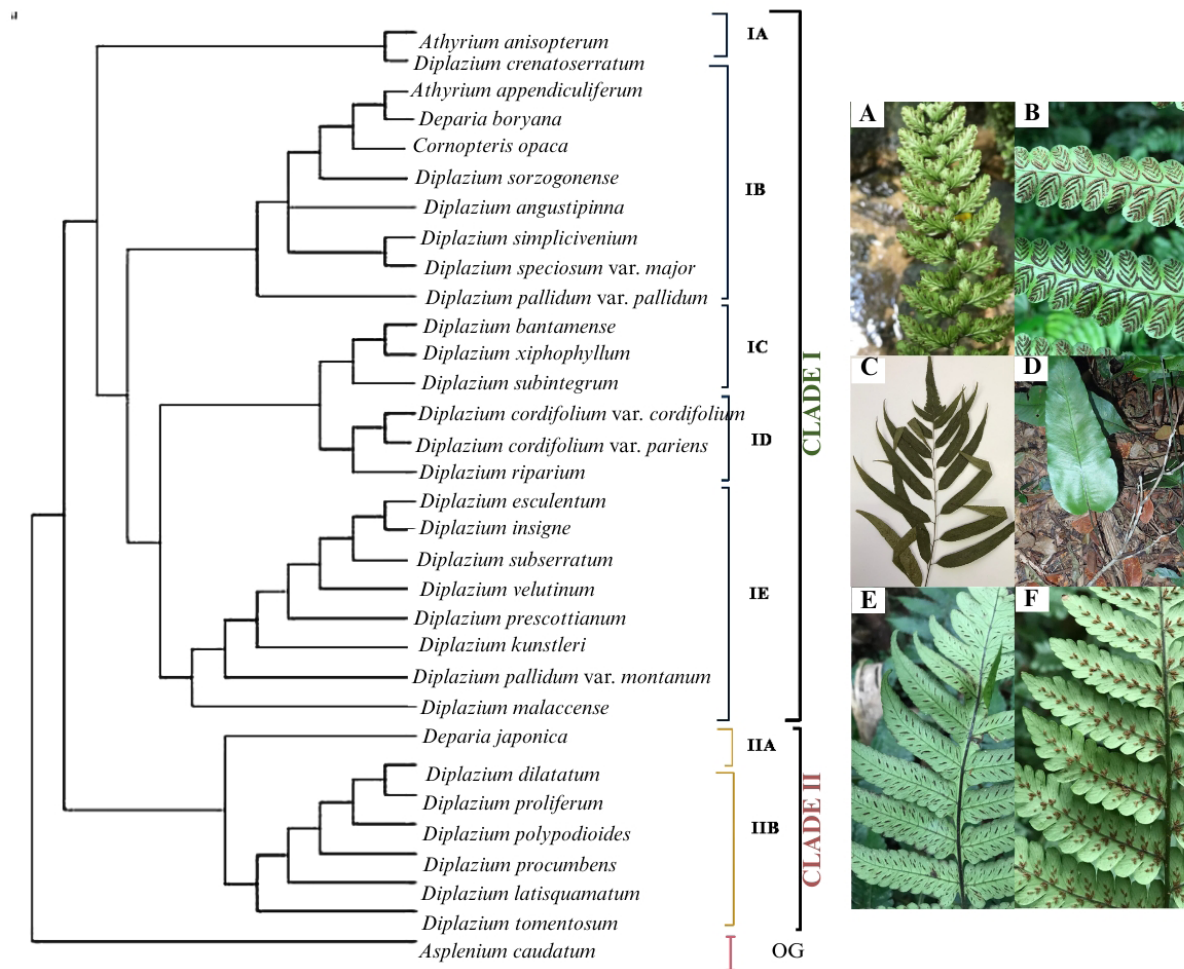 Athyrium anisopterum
Diplazium crenatoserratum
Athyrium appendiculiferum
Deparia boryana
Cornopteris opaca
Diplazium sorzogonense
Diplazium angustipinna
Diplazium simplicivenium
Diplazium speciosum var. major
Diplazium pallidum var. pallidum
Diplazium bantamense
Diplazium xiphophyllum
Diplazium subintegrum
Diplazium cordifolium var. cordifolium
Diplazium cordifolium var. pariens
Diplazium riparium
Diplazium esculentum
Diplazium insigne
Diplazium subserratum
Diplazium velutinum
Diplazium prescottianum
Diplazium kunstleri
Diplazium pallidum var. montanum
Diplazium malaccense
Deparia japonica
Diplazium dilatatum
Diplazium proliferum
Diplazium polypodioides
Diplazium procumbens
Diplazium latisquamatum
Diplazium tomentosum
Asplenium caudatum
IA
IB
IC
ID
IE
IIA
IIB
OG
CLADE I
CLADE II
A
B
C
D
E
F